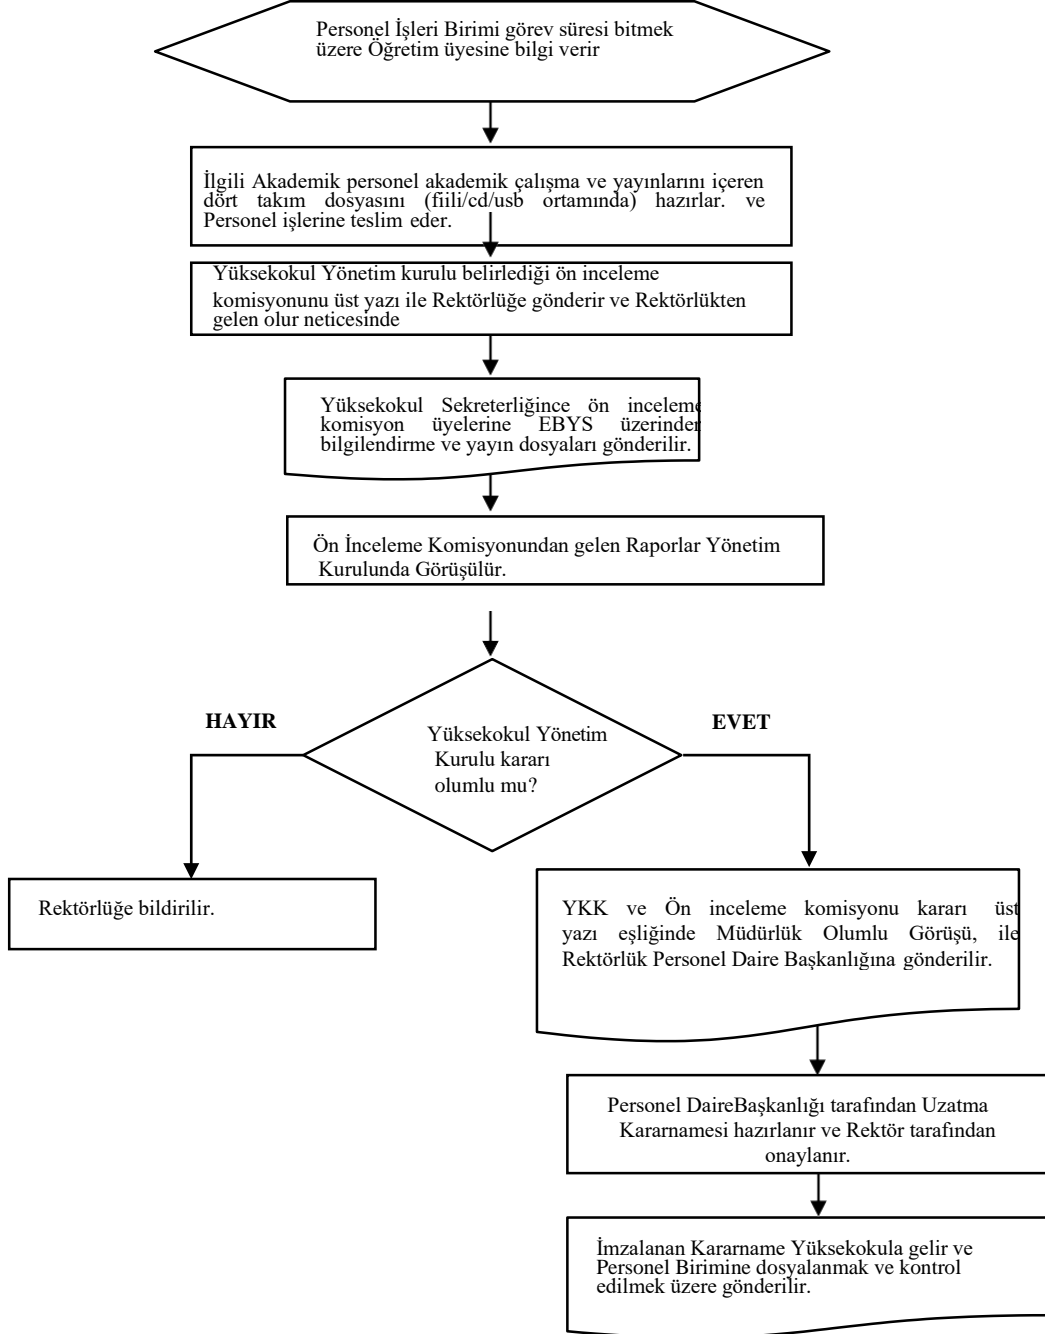 Personel İşleri Birimi görev süresi bitmek
üzere Öğretim üyesine bilgi verir
İlgili Akademik personel akademik çalışma ve yayınlarını içeren
dört takım dosyasını (fiili/cd/usb ortamında) hazırlar. ve
Personel işlerine teslim eder.
Yüksekokul Yönetim kurulu belirlediği ön inceleme
komisyonunu üst yazı ile Rektörlüğe gönderir ve Rektörlükten
gelen olur neticesinde
Yüksekokul Sekreterliğince ön inceleme
komisyon üyelerine EBYS üzerinden
bilgilendirme ve yayın dosyaları gönderilir.
Ön İnceleme Komisyonundan gelen Raporlar Yönetim
Kurulunda Görüşülür.
HAYIR
EVET
Yüksekokul Yönetim
Kurulu kararı
olumlu mu?
Rektörlüğe bildirilir.
YKK ve Ön inceleme komisyonu kararı üst
yazı eşliğinde Müdürlük Olumlu Görüşü, ile
Rektörlük Personel Daire Başkanlığına gönderilir.
Personel DaireBaşkanlığı tarafından Uzatma
Kararnamesi hazırlanır ve Rektör tarafından
onaylanır.
İmzalanan Kararname Yüksekokula gelir ve
Personel Birimine dosyalanmak ve kontrol
edilmek üzere gönderilir.